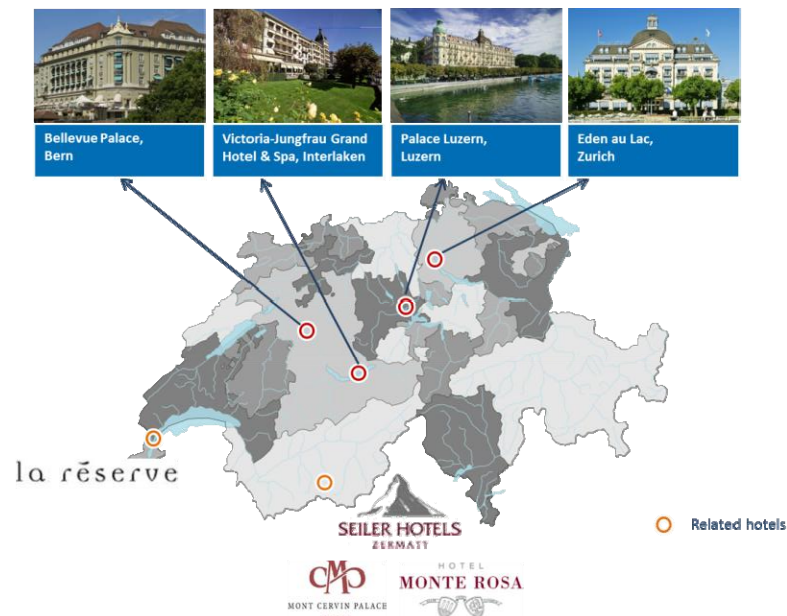 Bellevue Palace,
Bern
Victoria-Jungfrau Grand
Hotel & Spa, Interlaken
Palace Luzern,
Luzern
Eden au Lac,
Zurich
la réserve
SEILER HOTELS
ZERMATT
CMP
MONT CERVIN PALACE
HOTEL
MONTE ROSA
Related hotels